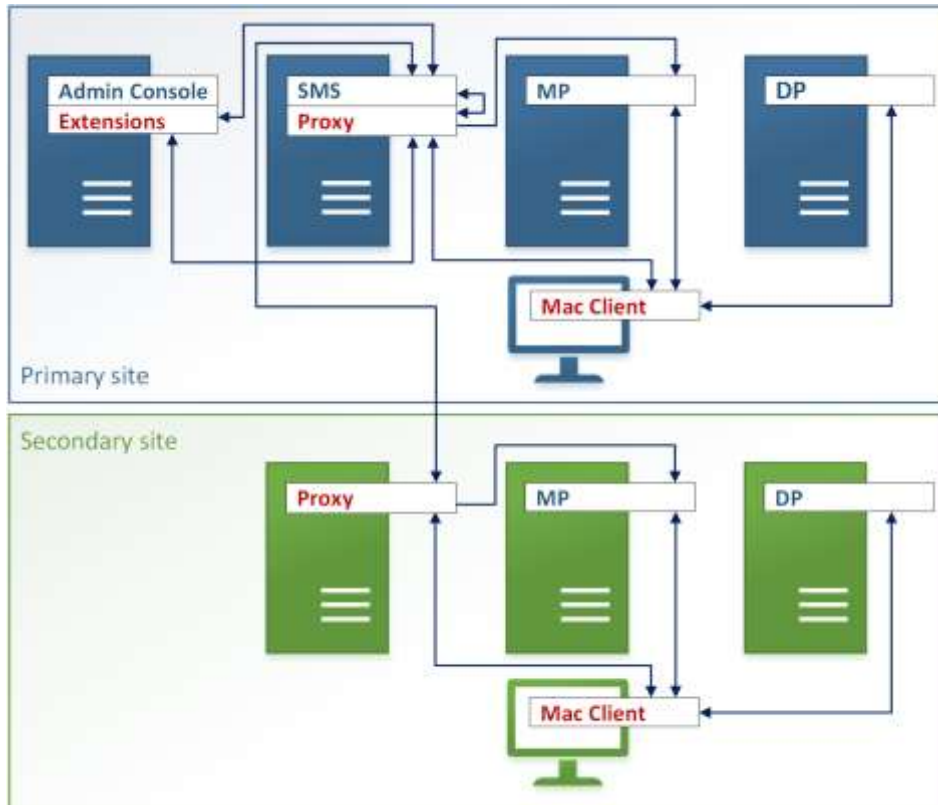 Admin Console
Extensions
SMS
Proxy
MP
DP
Mac Client
Primary site
Secondary site
Proxy
MP
DP
Mac Client